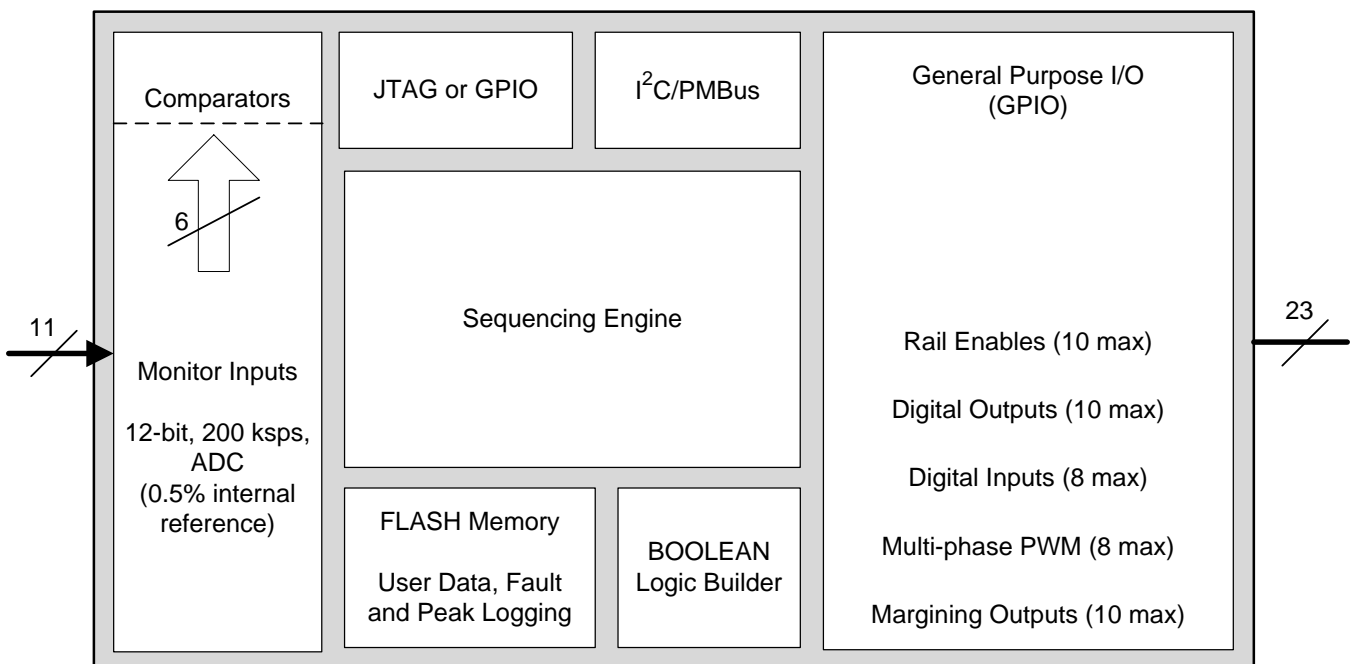 Comparators
6
11
Monitor Inputs
12-bit, 200 ksps,
ADC
(0.5% internal
reference)
JTAG or GPIO
I²C/PMBus
Sequencing Engine
FLASH Memory
User Data, Fault
and Peak Logging
BOOLEAN
Logic Builder
General Purpose I/O
(GPIO)
Rail Enables (10 max)
Digital Outputs (10 max)
Digital Inputs (8 max)
Multi-phase PWM (8 max)
Margining Outputs (10 max)
23